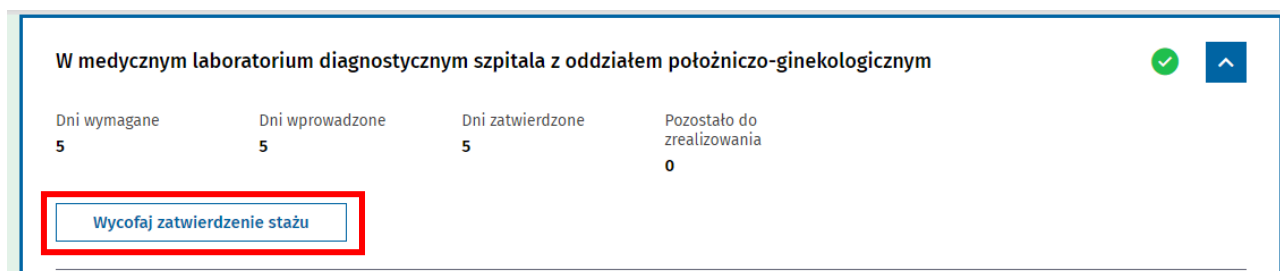 W medycznym laboratorium diagnostycznym szpitala z oddziałem położniczo-ginekologicznym
Dni wymagane
5
Dni wprowadzone
5
Dni zatwierdzone
5
Pozostało do
zrealizowania
0
Wycofaj zatwierdzenie stażu